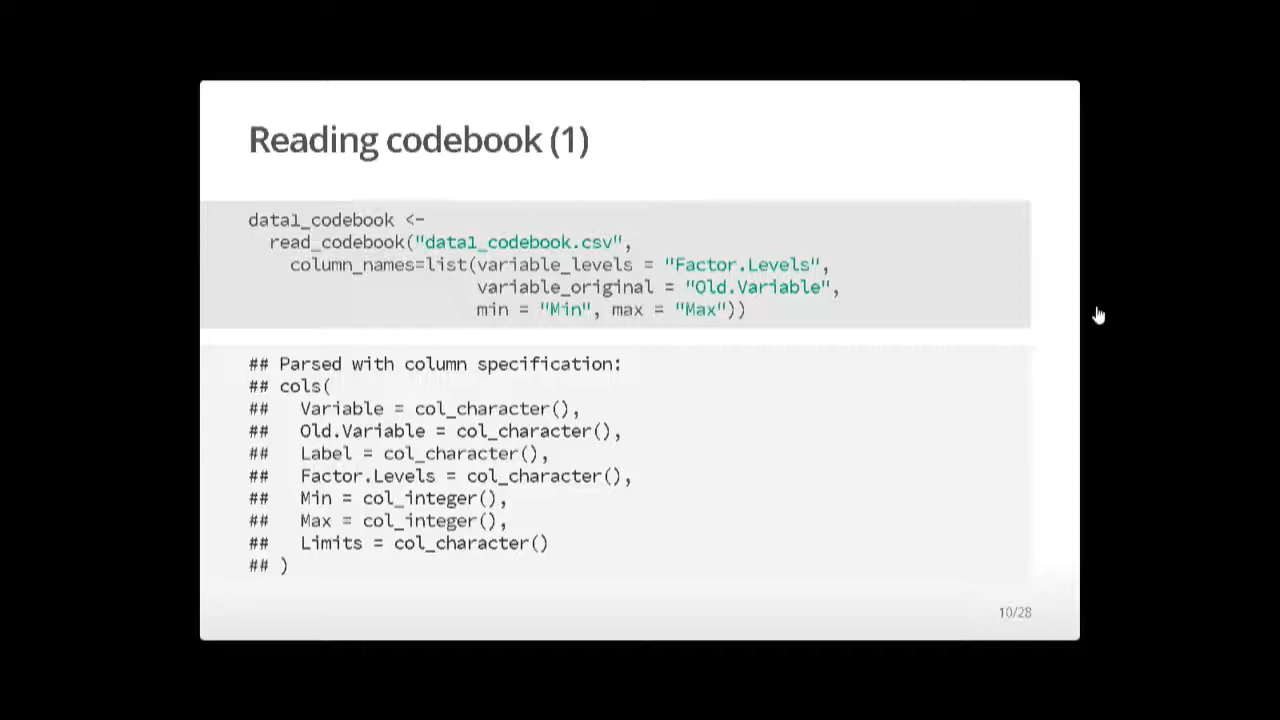 Reading codebook (1)
data1_codebook <-
  read_codebook("data1_codebook.csv",
    column_names=list(variable_levels = "Factor.Levels",
                      variable_original = "Old.Variable",
                      min = "Min", max = "Max"))
## Parsed with column specification:
## cols(
##   Variable = col_character(),
##   Old.Variable = col_character(),
##   Label = col_character(),
##   Factor.Levels = col_character(),
##   Min = col_integer(),
##   Max = col_integer(),
##   Limits = col_character()
## )
10/28